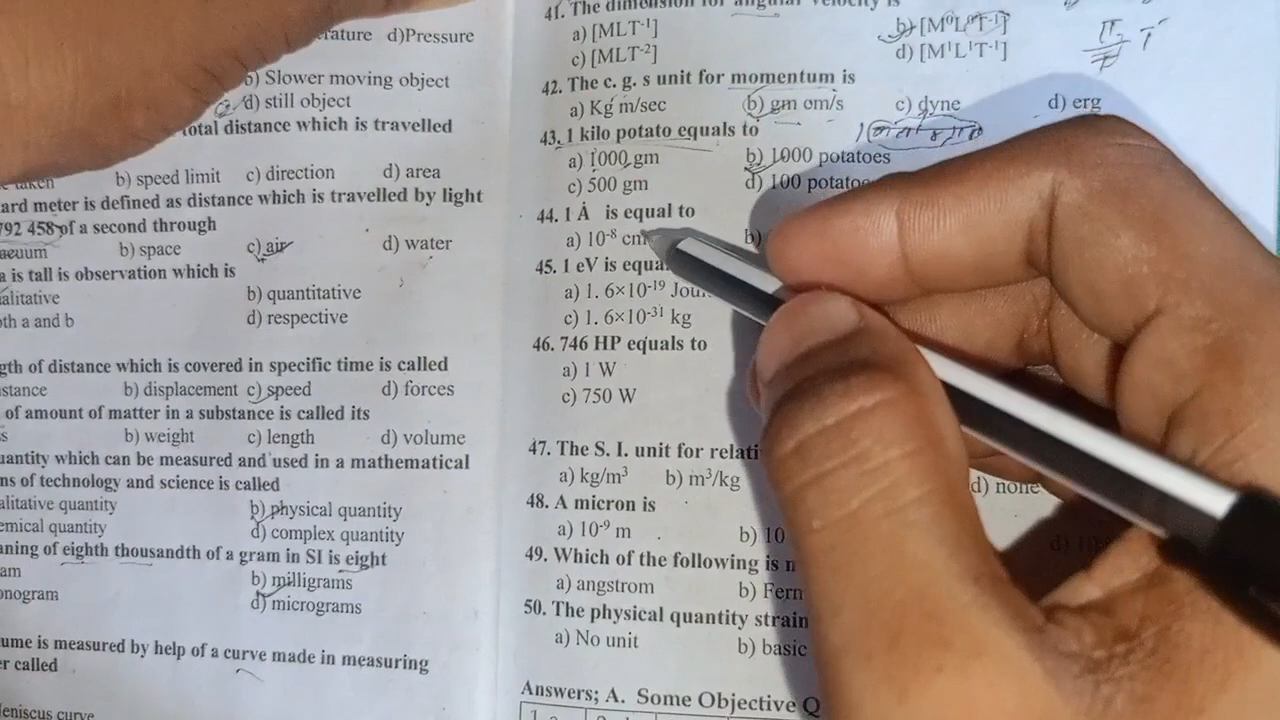 d) Pressure
b) Slower moving object
d) still object
total distance which is travelled
b) speed limit c) direction d) area
ard meter is defined as distance which is travelled by light
792 458 of a second through
b) space c) air d) water
a is tall is observation which is
alitative b) quantitative
oth a and b d) respective
gth of distance which is covered in specific time is called
stance b) displacement c) speed d) forces
of amount of matter in a substance is called its
s b) weight c) length d) volume
uantity which can be measured and used in a mathematical
ns of technology and science is called
alitative quantity b) physical quantity
emical quantity d) complex quantity
aning of eighth thousandth of a gram in SI is eight
am b) milligrams
onogram d) micrograms
ume is measured by help of a curve made in measuring
er called
leniscus curve
41. The dimension for angular velocity is
a) [MLT⁻¹] b) [M⁰L⁰T⁻¹]
c) [MLT⁻²] d) [M¹L¹T⁻¹]
42. The c. g. s unit for momentum is
a) Kg m/sec b) gm cm/s c) dyne d) erg
43. 1 kilo potato equals to
a) 1000 gm b) 1000 potatoes
c) 500 gm d) 100 potatoe
44. 1 Å is equal to
a) 10⁻⁸ cm b)
45. 1 eV is equa
a) 1. 6×10⁻¹⁹ Jou
c) 1. 6×10⁻³¹ kg
46. 746 HP equals to
a) 1 W
c) 750 W
47. The S. I. unit for relati
a) kg/m³ b) m³/kg d) none
48. A micron is
a) 10⁻⁹ m b) 10
49. Which of the following is n
a) angstrom b) Fern
50. The physical quantity strain
a) No unit b) basic
Answers; A. Some Objective Q